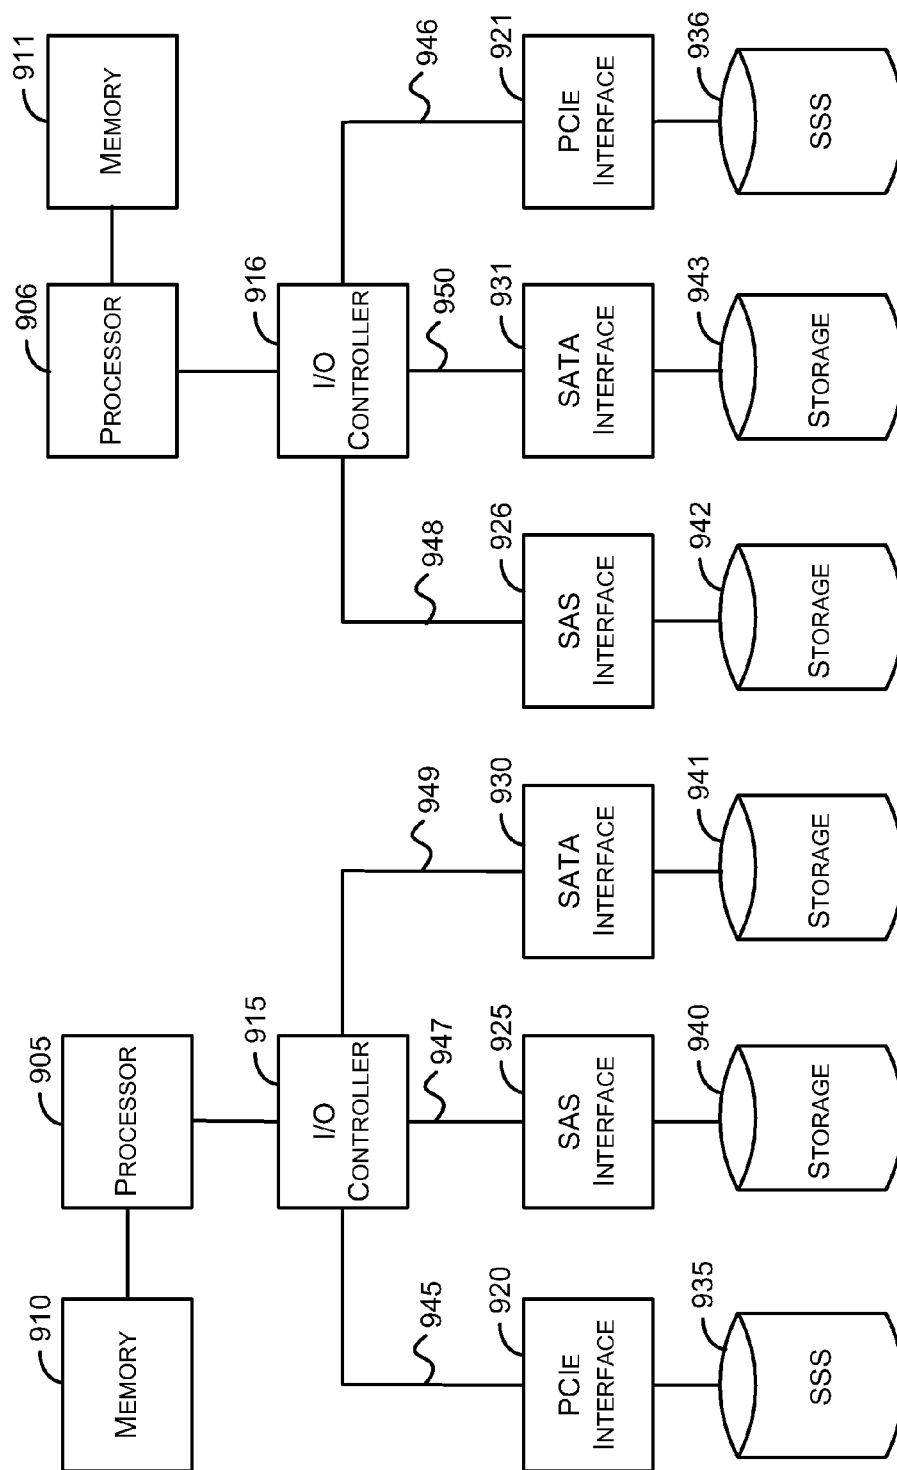 910
905
906
911
MEMORY
PROCESSOR
PROCESSOR
MEMORY
915
916
I/O
CONTROLLER
I/O
CONTROLLER
945
947
949
948
950
946
920
925
930
926
931
921
PCIE
INTERFACE
SAS
INTERFACE
SATA
INTERFACE
SAS
INTERFACE
SATA
INTERFACE
PCIE
INTERFACE
935
940
941
942
943
936
SSS
STORAGE
STORAGE
STORAGE
STORAGE
SSS